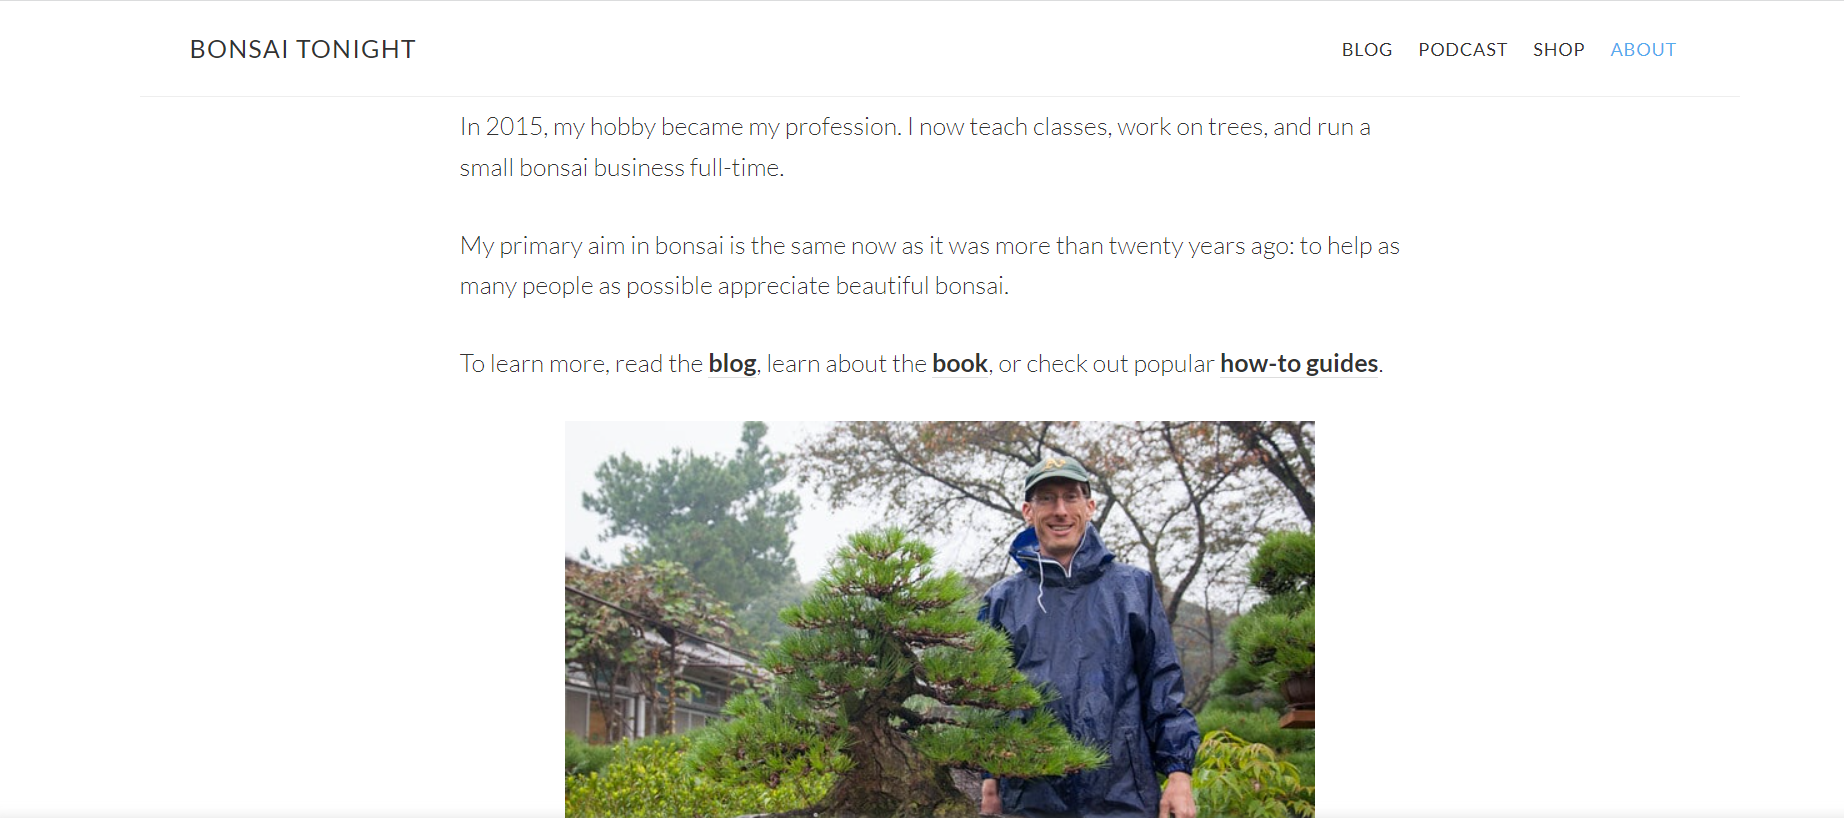 BONSAI TONIGHT
BLOG PODCAST SHOP ABOUT
In 2015, my hobby became my profession. I now teach classes, work on trees, and run a
small bonsai business full-time.
My primary aim in bonsai is the same now as it was more than twenty years ago: to help as
many people as possible appreciate beautiful bonsai.
To learn more, read the blog, learn about the book, or check out popular how-to guides.
A's